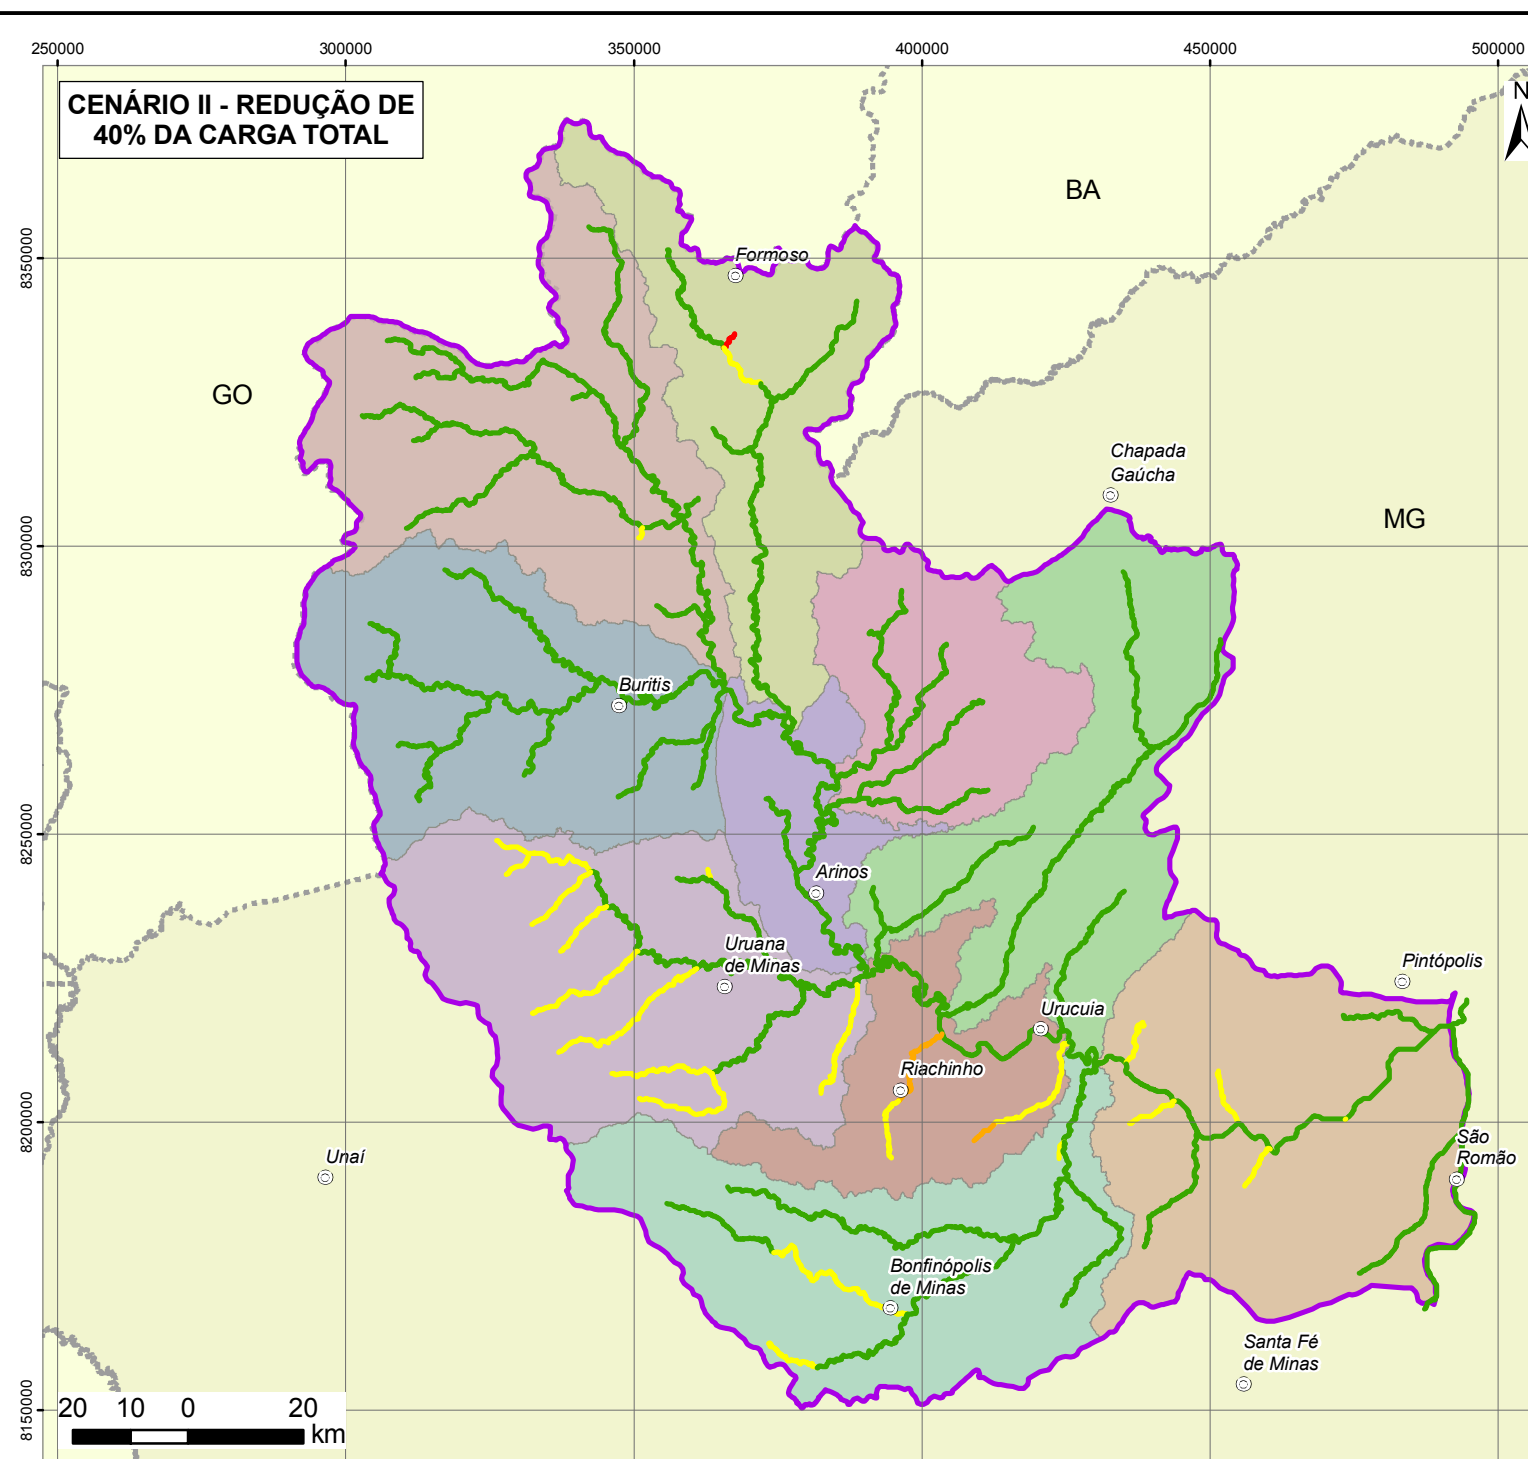 250000
300000
350000
400000
450000
500000
CENÁRIO II - REDUÇÃO DE
40% DA CARGA TOTAL
N
BA
Formoso
8350000
GO
Chapada
Gaúcha
MG
8300000
Buritis
8250000
Arinos
Uruana
de Minas
Pintópolis
Urucuia
Riachinho
8200000
São
Romão
Unaí
Bonfinópolis
de Minas
Santa Fé
de Minas
8150000
20 10 0 20
km